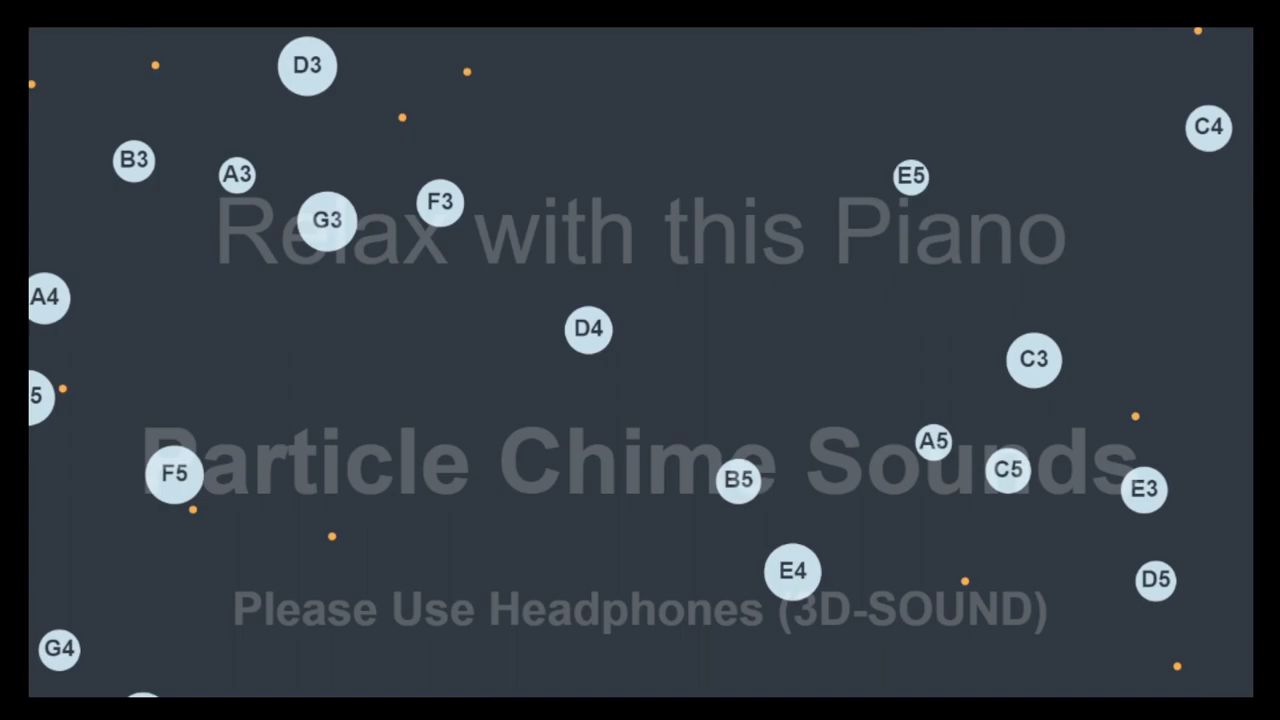 D3
C4
B3
A3
E5
F3
G3
Relax with this Piano
A4
D4
C3
5
A5
Particle Chime Sounds
F5
B5
C5
E3
E4
D5
Please Use Headphones (3D-SOUND)
G4